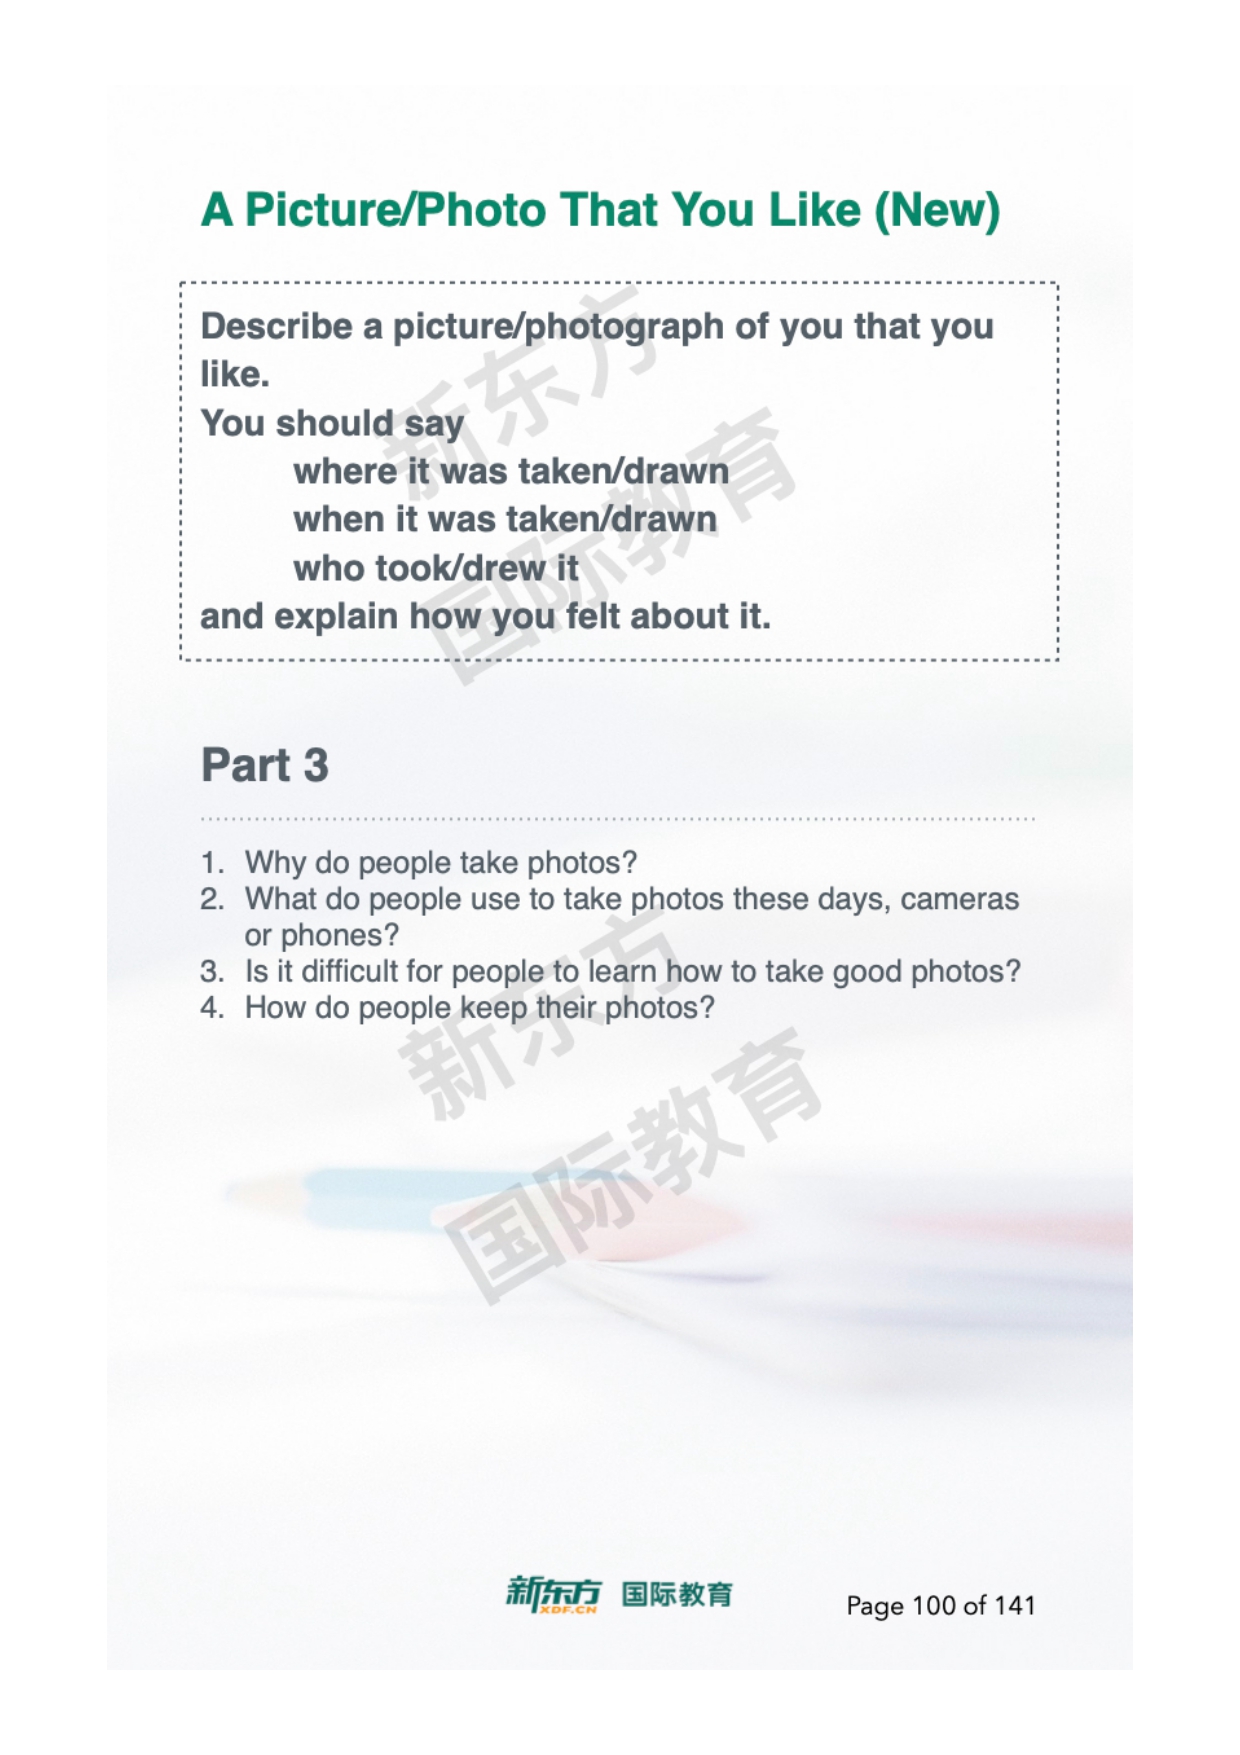 A Picture/Photo That You Like (New)
Describe a picture/photograph of you that you
like.
You should say
where it was taken/drawn
when it was taken/drawn
who took/drew it
and explain how you felt about it.
新东方
国际教育
Part 3
1. Why do people take photos?
2. What do people use to take photos these days, cameras
or phones?
3. Is it difficult for people to learn how to take good photos?
4. How do people keep their photos?
新东方
国际教育
新东方 国际教育
XDF.CN
Page 100 of 141